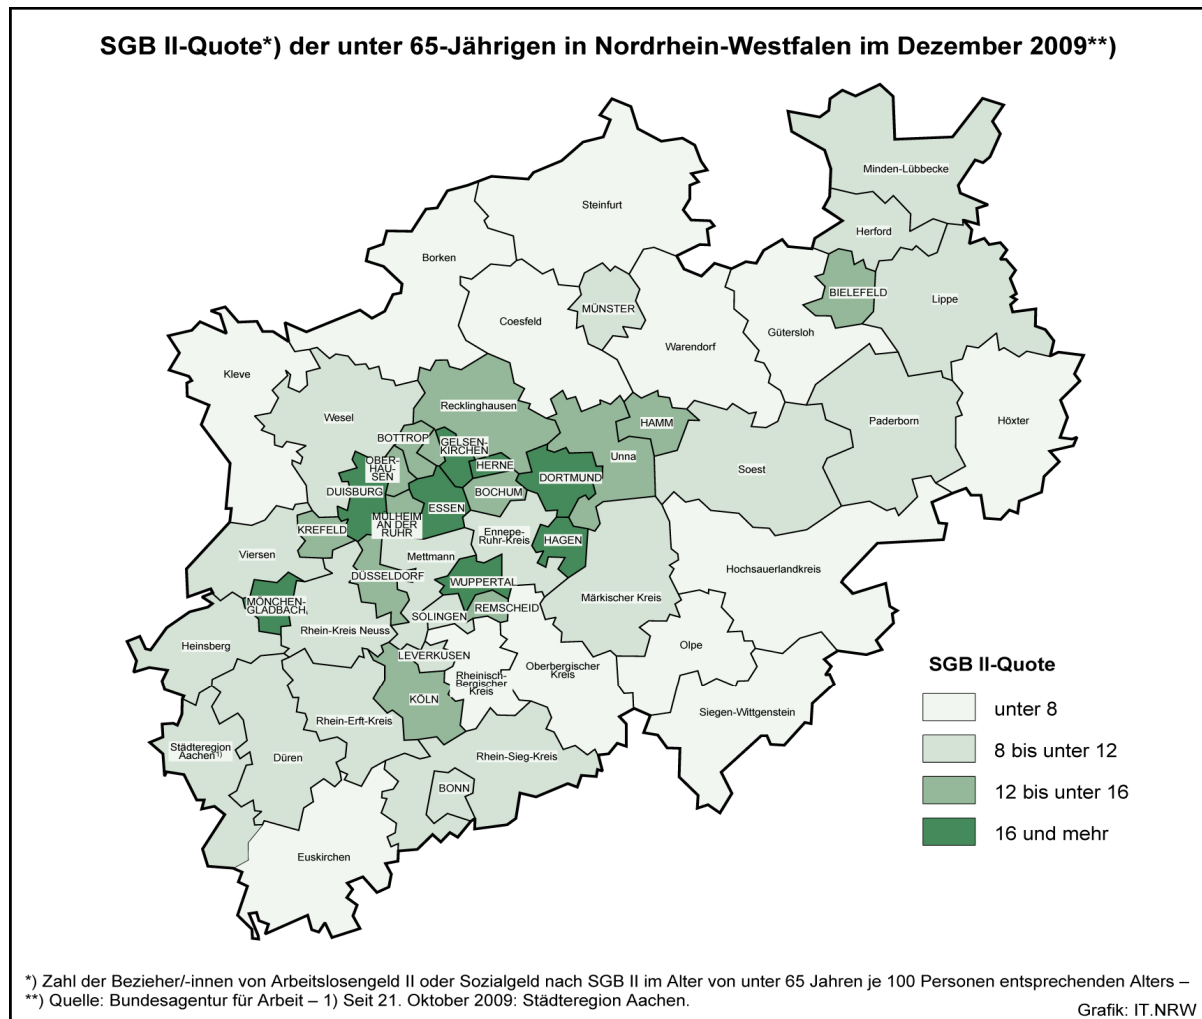 SGB II-Quote*) der unter 65-Jährigen in Nordrhein-Westfalen im Dezember 2009**)
Minden-Lübbecke
Steinfurt
Herford
Borken
BIELEFELD
Lippe
MÜNSTER
Coesfeld
Gütersloh
Warendorf
Kleve
Recklinghausen
Wesel
Paderborn
Höxter
HAMM
BOTTROP
GELSEN-
KIRCHEN
Unna
OBER-
HAU-
SEN
HERNE
Soest
DORTMUND
DUISBURG
BOCHUM
ESSEN
MÜLHEIM
AN DER
RUHR
KREFELD
Ennepe-
Ruhr-Kreis
HAGEN
Viersen
Mettmann
Hochsauerlandkreis
DÜSSELDORF
WUPPERTAL
Märkischer Kreis
MÖNCHEN-
GLADBACH
REMSCHEID
SOLINGEN
Rhein-Kreis Neuss
Heinsberg
Olpe
LEVERKUSEN
Oberbergischer
Kreis
Rheinisch-
Bergischer
Kreis
KÖLN
Siegen-Wittgenstein
Rhein-Erft-Kreis
Städteregion
Aachen1)
Düren
Rhein-Sieg-Kreis
BONN
Euskirchen
SGB II-Quote
unter 8
8 bis unter 12
12 bis unter 16
16 und mehr
*) Zahl der Bezieher/-innen von Arbeitslosengeld II oder Sozialgeld nach SGB II im Alter von unter 65 Jahren je 100 Personen entsprechenden Alters –
**) Quelle: Bundesagentur für Arbeit – 1) Seit 21. Oktober 2009: Städteregion Aachen.
Grafik: IT.NRW